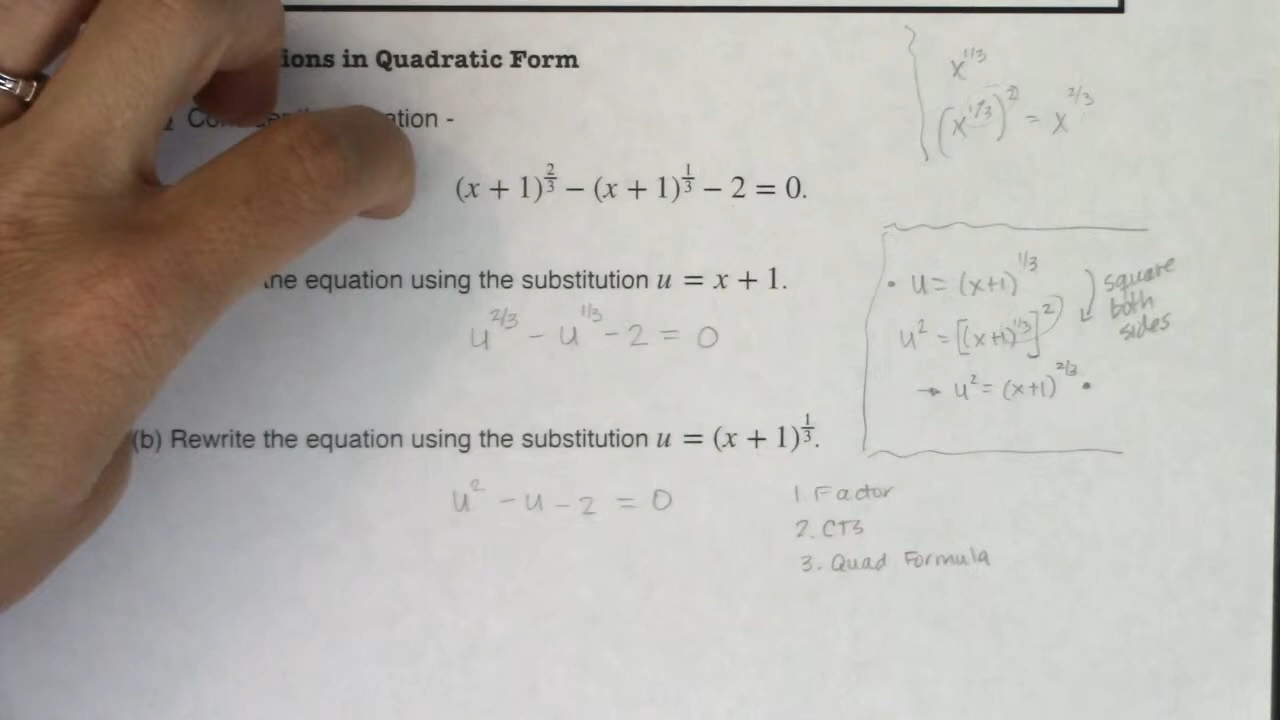 ions in Quadratic Form
ation -
(x + 1)^{2/3} − (x + 1)^{1/3} − 2 = 0.
the equation using the substitution u = x + 1.
u^{2/3} - u^{1/3} - 2 = 0
(b) Rewrite the equation using the substitution u = (x + 1)^{1/3}.
u^2 - u - 2 = 0
x^{1/3}
(x^{1/3})^2 = x^{2/3}
• u = (x+1)^{1/3}
u^2 = [(x+1)^{1/3}]^2
→ u^2 = (x+1)^{2/3} •
square
both
sides
1. Factor
2. CTS
3. Quad Formula